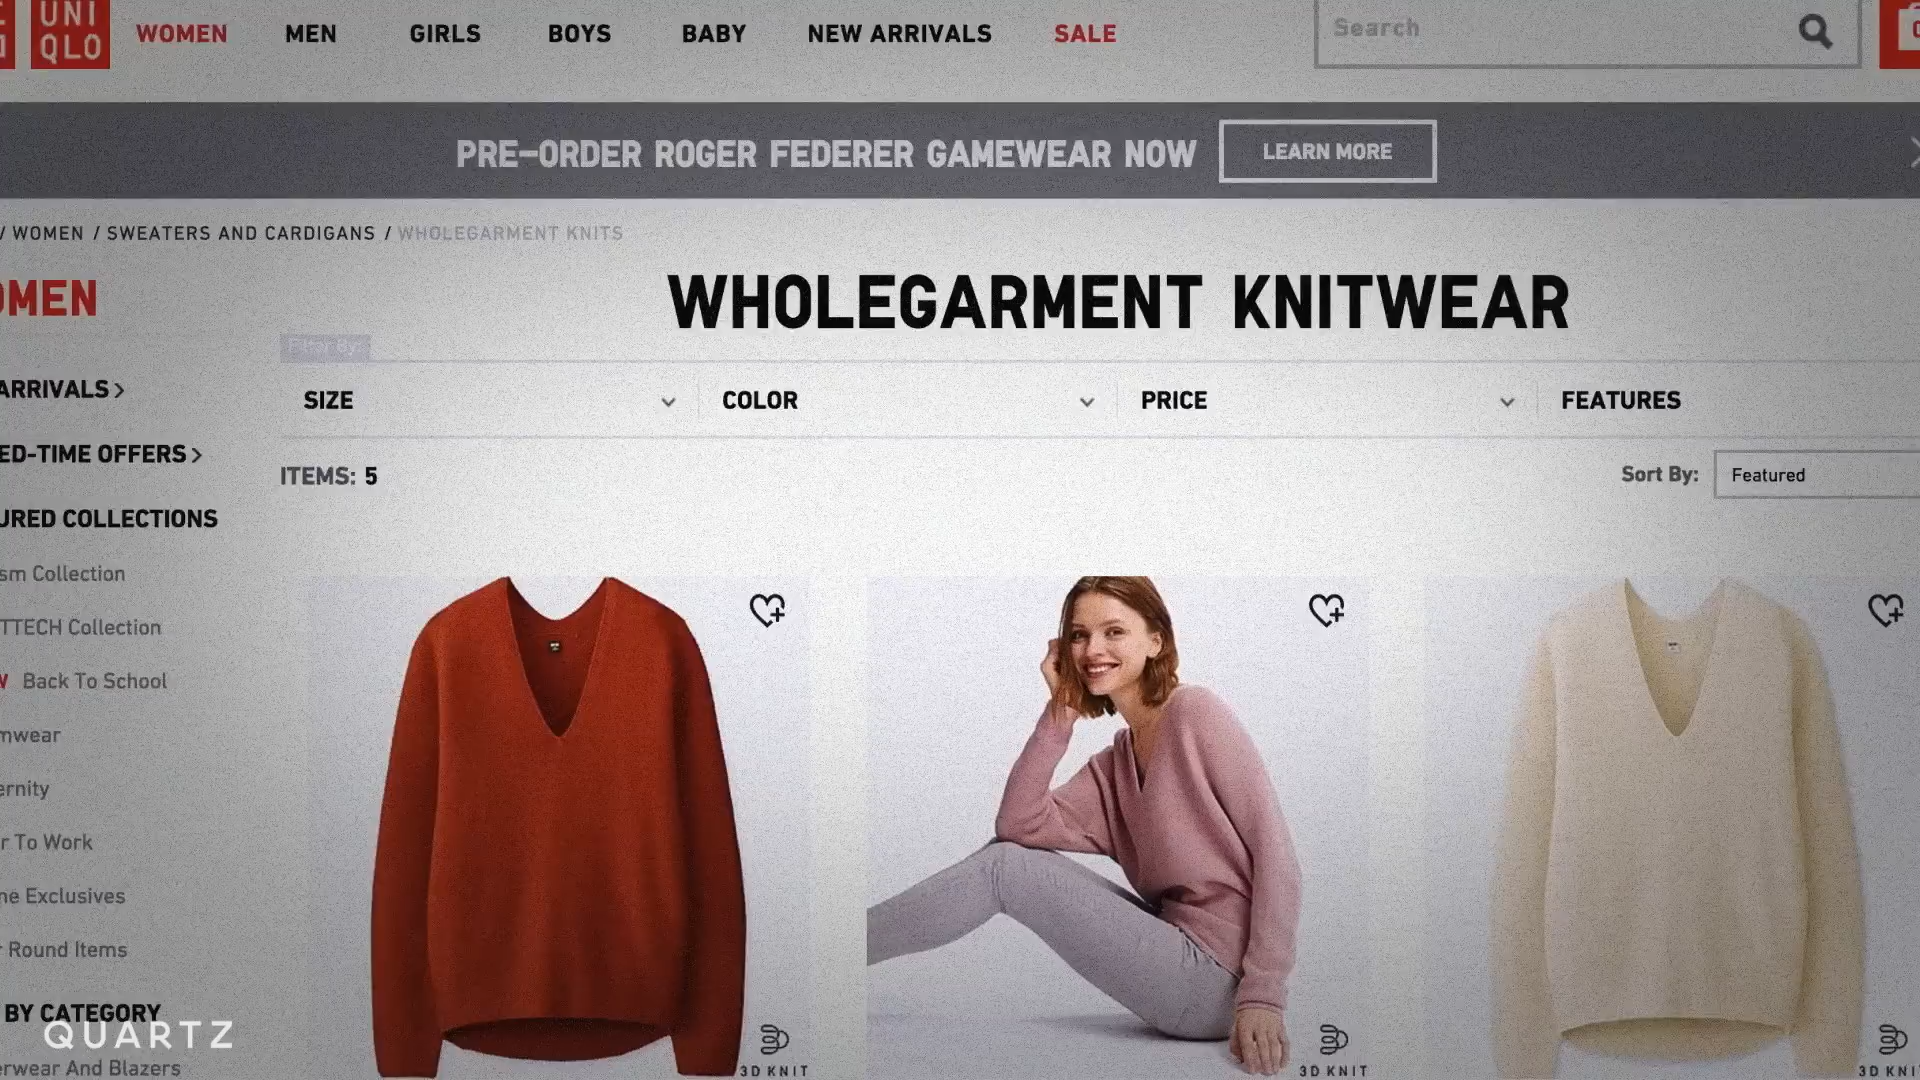 UNI
QLO
WOMEN MEN GIRLS BOYS BABY NEW ARRIVALS SALE
Search
PRE-ORDER ROGER FEDERER GAMEWEAR NOW LEARN MORE
/ WOMEN / SWEATERS AND CARDIGANS / WHOLEGARMENT KNITS
OMEN
WHOLEGARMENT KNITWEAR
Filter By:
ARRIVALS >
SIZE COLOR PRICE FEATURES
ED-TIME OFFERS >
ITEMS: 5
Sort By: Featured
URED COLLECTIONS
sm Collection
TTECH Collection
W Back To School
mwear
ernity
r To Work
ne Exclusives
r Round Items
BY CATEGORY
QUARTZ
erwear And Blazers
3D KNIT
3D KNIT
3D KNI